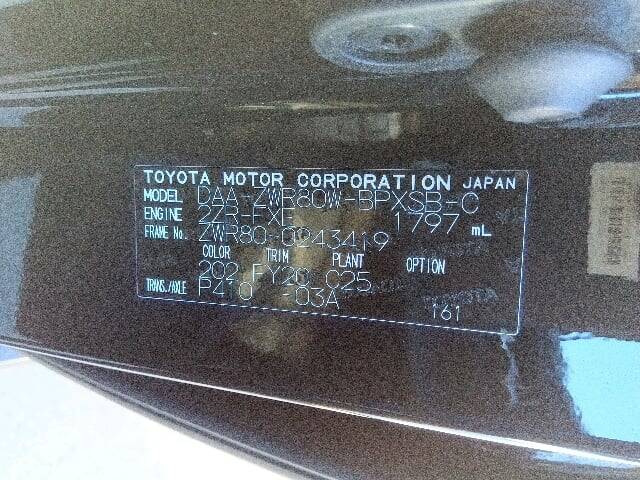 TOYOTA MOTOR CORPORATION JAPAN
MODEL DAA-ZWR80W-BPXSB-C
ENGINE 2ZR-FXE 1797 mL
FRAME No. ZWR80-0243419
COLOR TRIM PLANT OPTION
202 FY20 C25
TRANS./AXLE P410 -03A
161